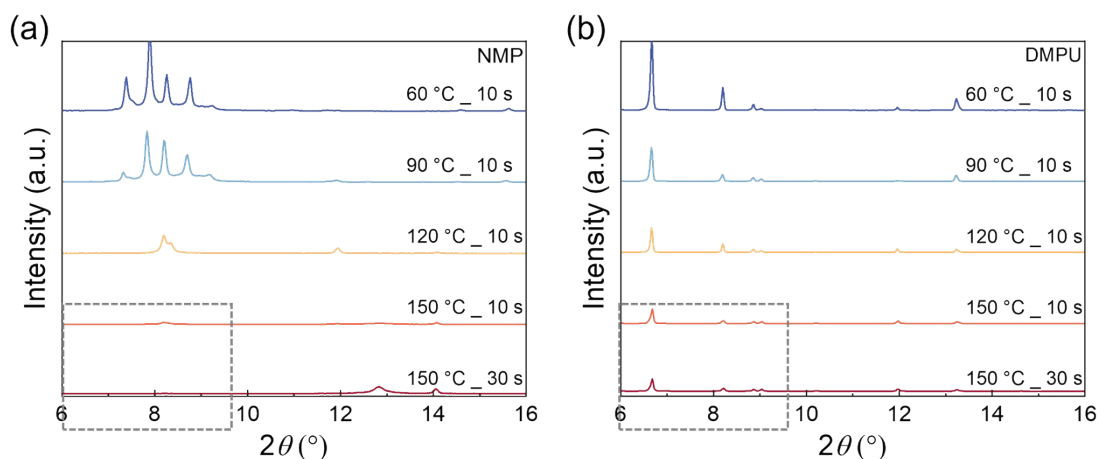 (a)
NMP
60 °C _ 10 s
90 °C _ 10 s
120 °C _ 10 s
150 °C _ 10 s
150 °C _ 30 s
Intensity (a.u.)
6 8 10 12 14 16
2θ (°)
(b)
DMPU
60 °C _ 10 s
90 °C _ 10 s
120 °C _ 10 s
150 °C _ 10 s
150 °C _ 30 s
Intensity (a.u.)
6 8 10 12 14 16
2θ (°)